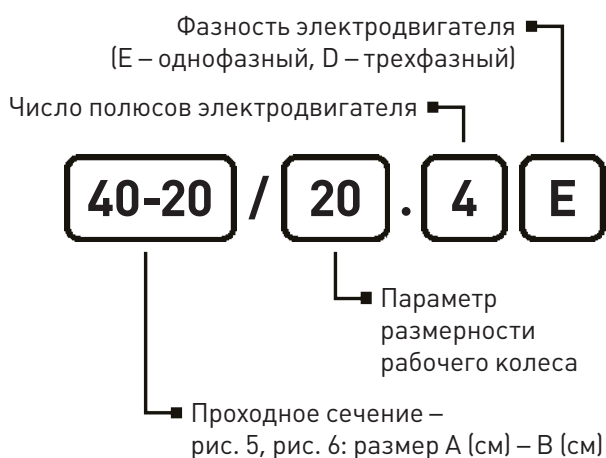 Фазность электродвигателя
(E – однофазный, D – трехфазный)
Число полюсов электродвигателя
40-20 / 20 . 4 E
Параметр
размерности
рабочего колеса
Проходное сечение –
рис. 5, рис. 6: размер A (см) – B (см)